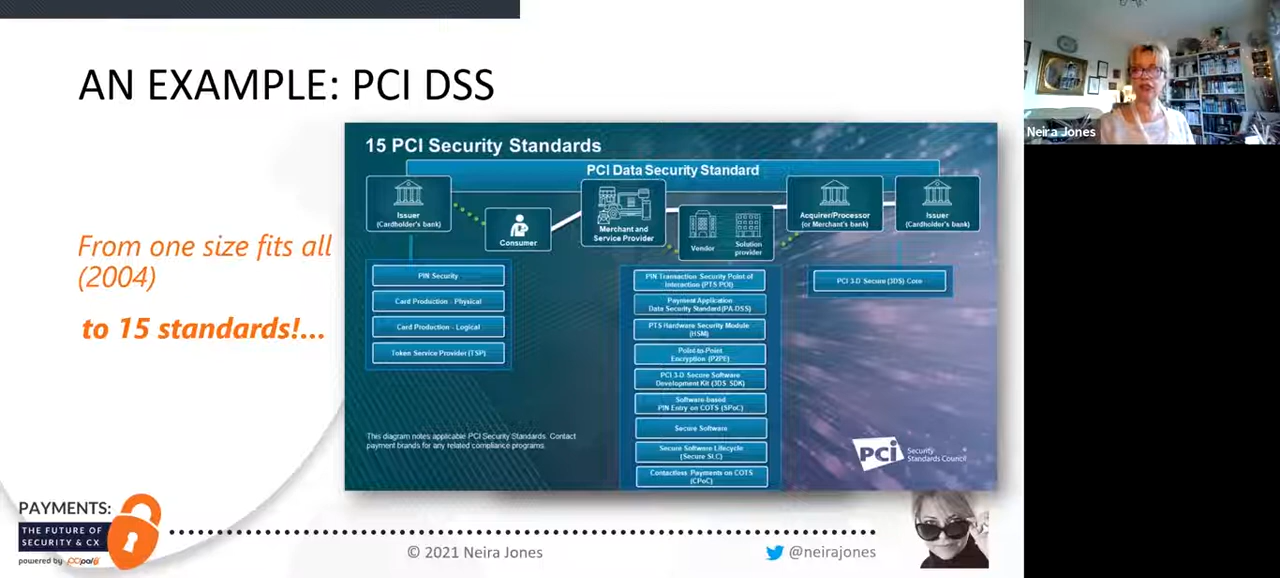 AN EXAMPLE: PCI DSS
From one size fits all
(2004)
to 15 standards!...
15 PCI Security Standards
PCI Data Security Standard
Issuer
(Cardholder's bank)
Consumer
Merchant and
Service Provider
Vendor
Solution
provider
Acquirer/Processor
(or Merchant's bank)
Issuer
(Cardholder's bank)
PIN Security
Card Production - Physical
Card Production - Logical
Token Service Provider (TSP)
PIN Transaction Security Point of
Interaction (PTS POI)
Payment Application
Data Security Standard(PA-DSS)
PTS Hardware Security Module
(HSM)
Point-to-Point
Encryption (P2PE)
PCI 3-D Secure Software
Development Kit (3DS SDK)
Software-based
PIN Entry on COTS (SPoC)
Secure Software
Secure Software Lifecycle
(Secure SLC)
Contactless Payments on COTS
(CPoC)
PCI 3-D Secure (3DS) Core
This diagram notes applicable PCI Security Standards. Contact
payment brands for any related compliance programs.
PCI Security
Standards Council
PAYMENTS:
THE FUTURE OF
SECURITY & CX
powered by PCipal
© 2021 Neira Jones
@neirajones
Neira Jones